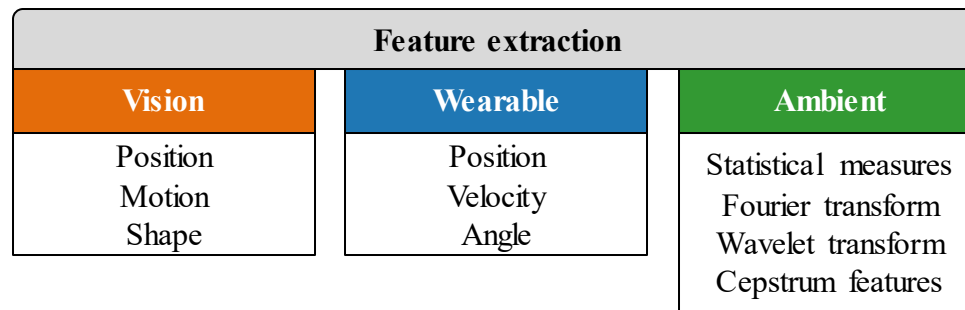 Feature extraction
Vision
Position
Motion
Shape
Wearable
Position
Velocity
Angle
Ambient
Statistical measures
Fourier transform
Wavelet transform
Cepstrum features